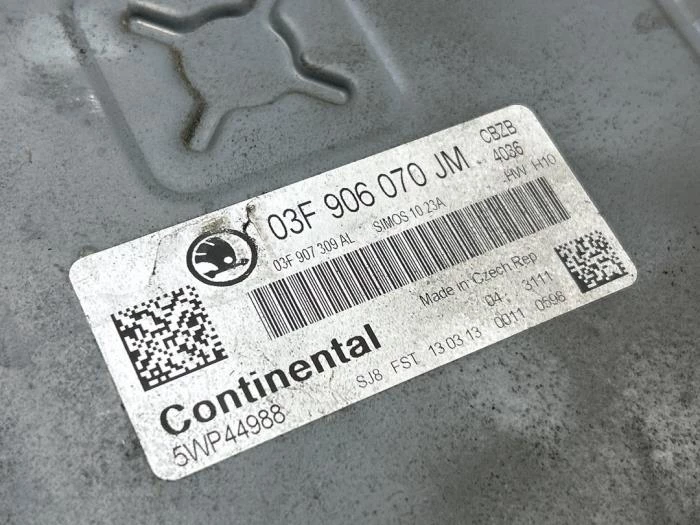 03F 906 070 JM
CBZB
4036
03F 907 309 AL SIMOS 10 23A HW H10
Made in Czech Rep
04 3111
Continental
SJ8 FST 13 03 13 0011 0598
5WP44988